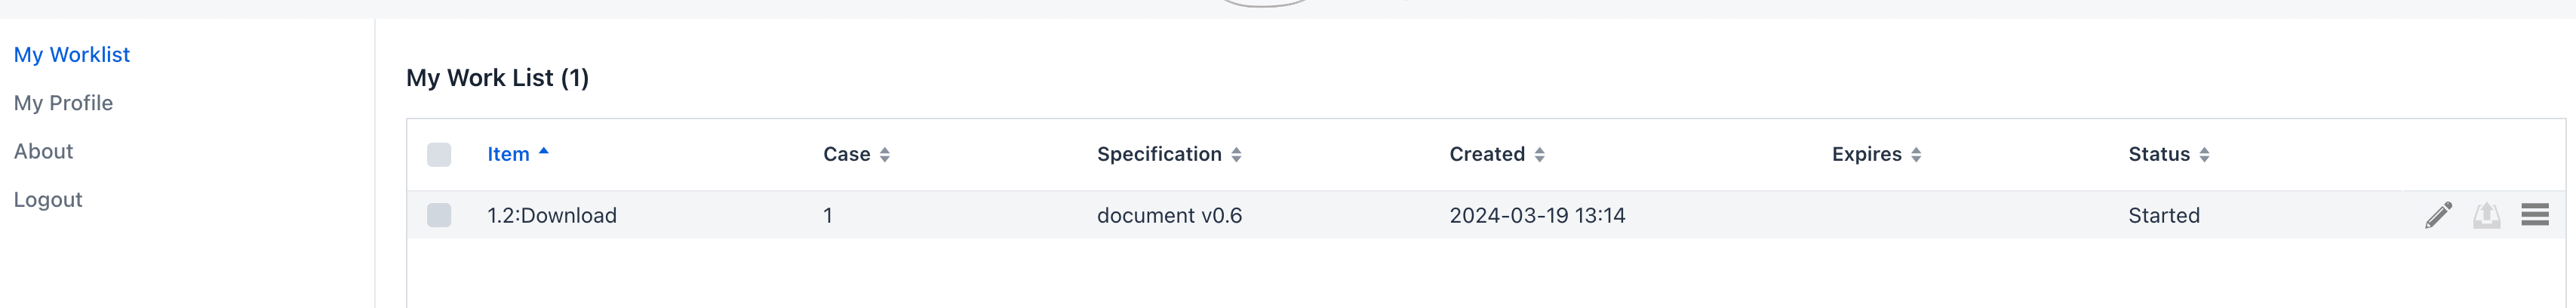 My Worklist
My Profile
About
Logout
My Work List (1)
Item Case Specification Created Expires Status
1.2:Download 1 document v0.6 2024-03-19 13:14 Started